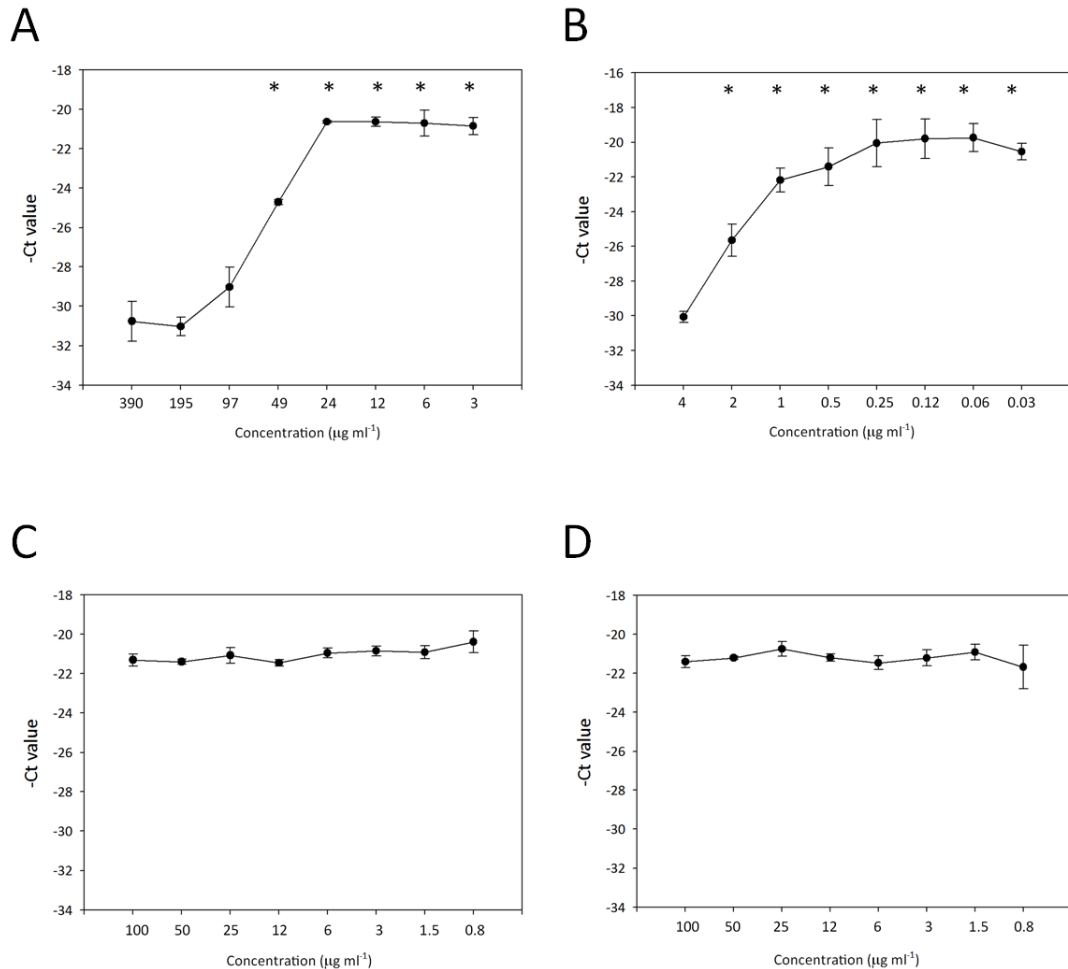 A
-18
-20
-22
-24
-26
-28
-30
-32
-34
-Ct value
* * * * *
390 195 97 49 24 12 6 3
Concentration (µg ml-1)
B
-16
-18
-20
-22
-24
-26
-28
-30
-32
-34
-Ct value
* * * * * * *
4 2 1 0.5 0.25 0.12 0.06 0.03
Concentration (µg ml-1)
C
-18
-20
-22
-24
-26
-28
-30
-32
-34
-Ct value
100 50 25 12 6 3 1.5 0.8
Concentration (µg ml-1)
D
-18
-20
-22
-24
-26
-28
-30
-32
-34
-Ct value
100 50 25 12 6 3 1.5 0.8
Concentration (µg ml-1)